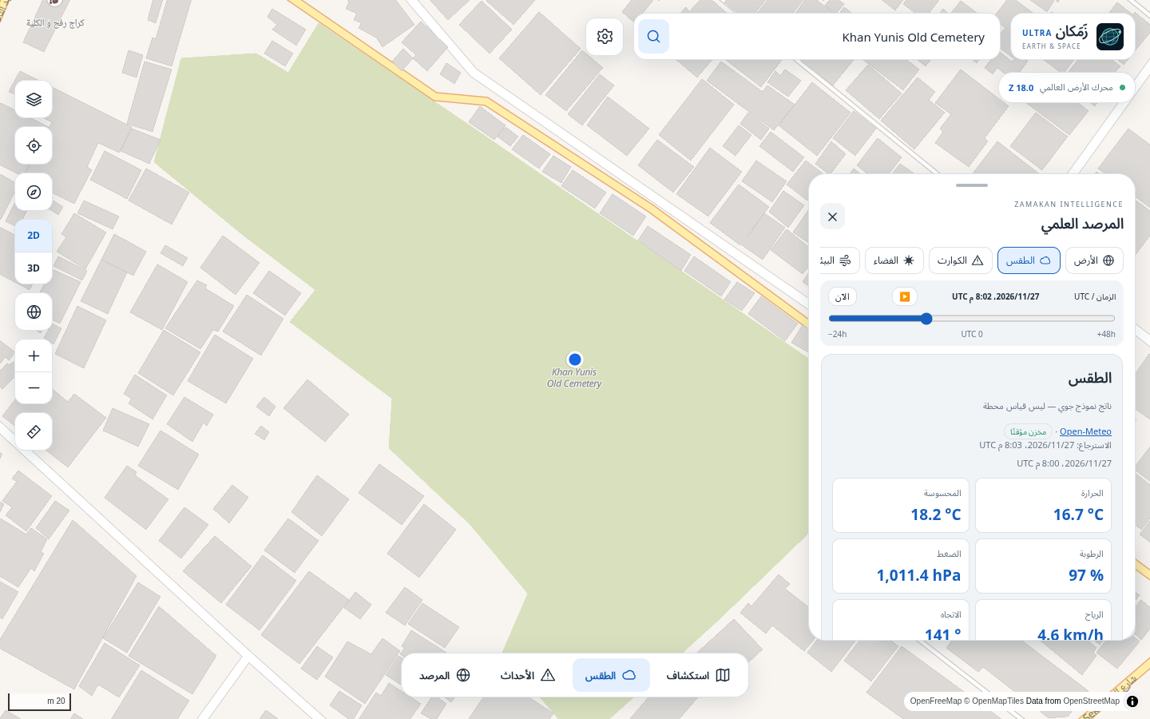 كراج رفح و الكلية
Khan Yunis Old Cemetery
زَمَكان ULTRA
EARTH & SPACE
محرك الأرض العالمي Z 18.0
2D
3D
ZAMAKAN INTELLIGENCE
المرصد العلمي
الأرض
الطقس
الكوارث
الفضاء
الزمان / UTC
27‏/11‏/2026، 8:02 م UTC
الآن
−24h
UTC 0
+48h
الطقس
ناتج نموذج جوي — ليس قياس محطة
Open-Meteo · مخزن مؤقتًا
الاسترجاع: 27‏/11‏/2026، 8:03 م UTC
27‏/11‏/2026، 8:00 م UTC
الحرارة
16.7 °C
المحسوسة
18.2 °C
الرطوبة
97 %
الضغط
1,011.4 hPa
الرياح
4.6 km/h
الاتجاه
141 °
Khan Yunis
Old Cemetery
استكشاف
الطقس
الأحداث
المرصد
20 m
OpenFreeMap © OpenMapTiles Data from OpenStreetMap